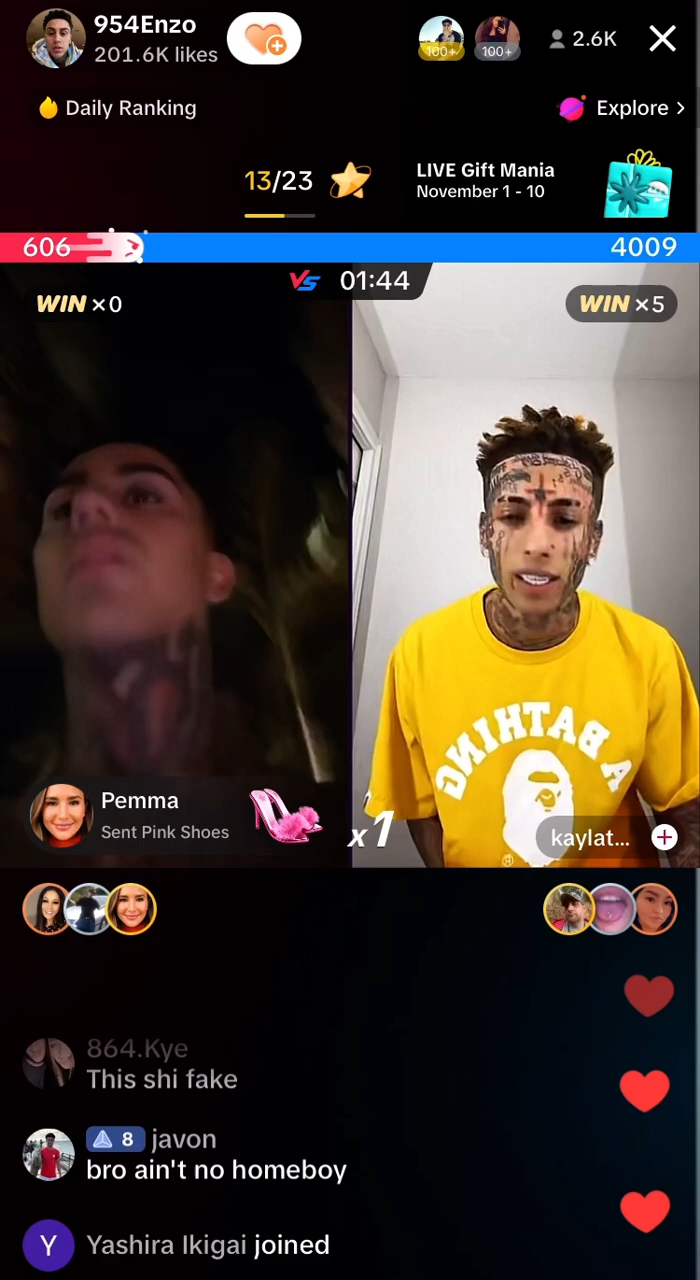 954Enzo
201.6K likes
100+
100+
2.6K
Daily Ranking
Explore >
13/23
LIVE Gift Mania
November 1 - 10
606
4009
VS 01:44
WIN ×0
WIN ×5
A BATHING
®
Pemma
Sent Pink Shoes
x1
kaylat...
864.Kye
This shi fake
8 javon
bro ain't no homeboy
Y
Yashira Ikigai joined